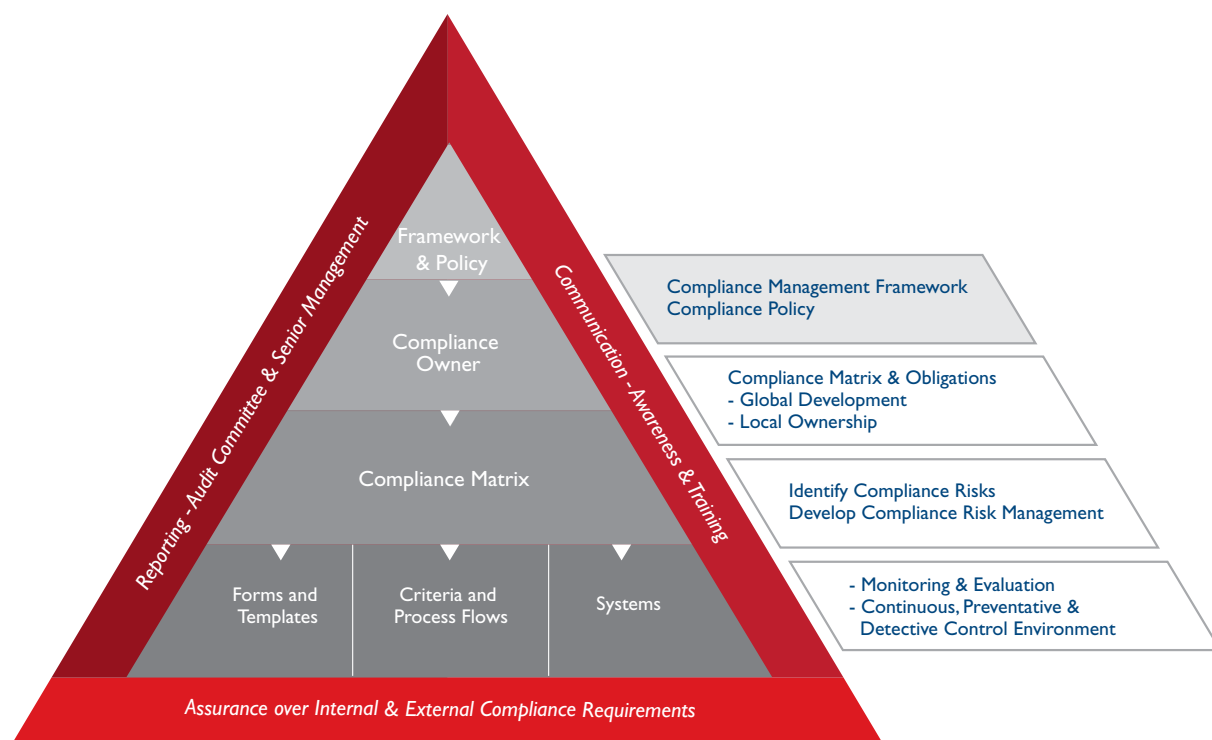 Reporting - Audit Committee & Senior Management
Communication - Awareness & Training
Framework
& Policy
Compliance
Owner
Compliance Matrix
Forms and
Templates
Criteria and
Process Flows
Systems
Assurance over Internal & External Compliance Requirements
Compliance Management Framework
Compliance Policy
Compliance Matrix & Obligations
- Global Development
- Local Ownership
Identify Compliance Risks
Develop Compliance Risk Management
- Monitoring & Evaluation
- Continuous, Preventative &
Detective Control Environment